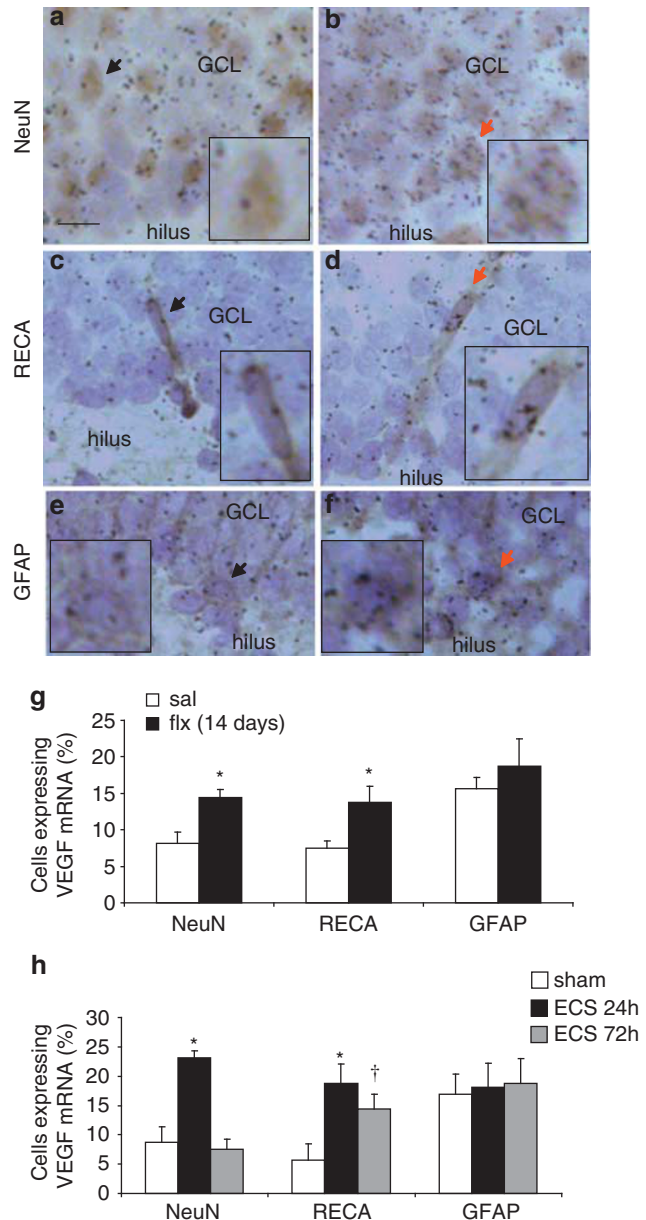 a
b
GCL
GCL
NeuN
hilus
hilus
c
d
GCL
GCL
RECA
hilus
hilus
e
f
GCL
GCL
GFAP
hilus
hilus
g
sal
flx (14 days)
Cells expressing
VEGF mRNA (%)
25
20
15
10
5
0
*
*
NeuN RECA GFAP
h
sham
ECS 24h
ECS 72h
Cells expressing
VEGF mRNA (%)
30
25
20
15
10
5
0
*
*
†
NeuN RECA GFAP